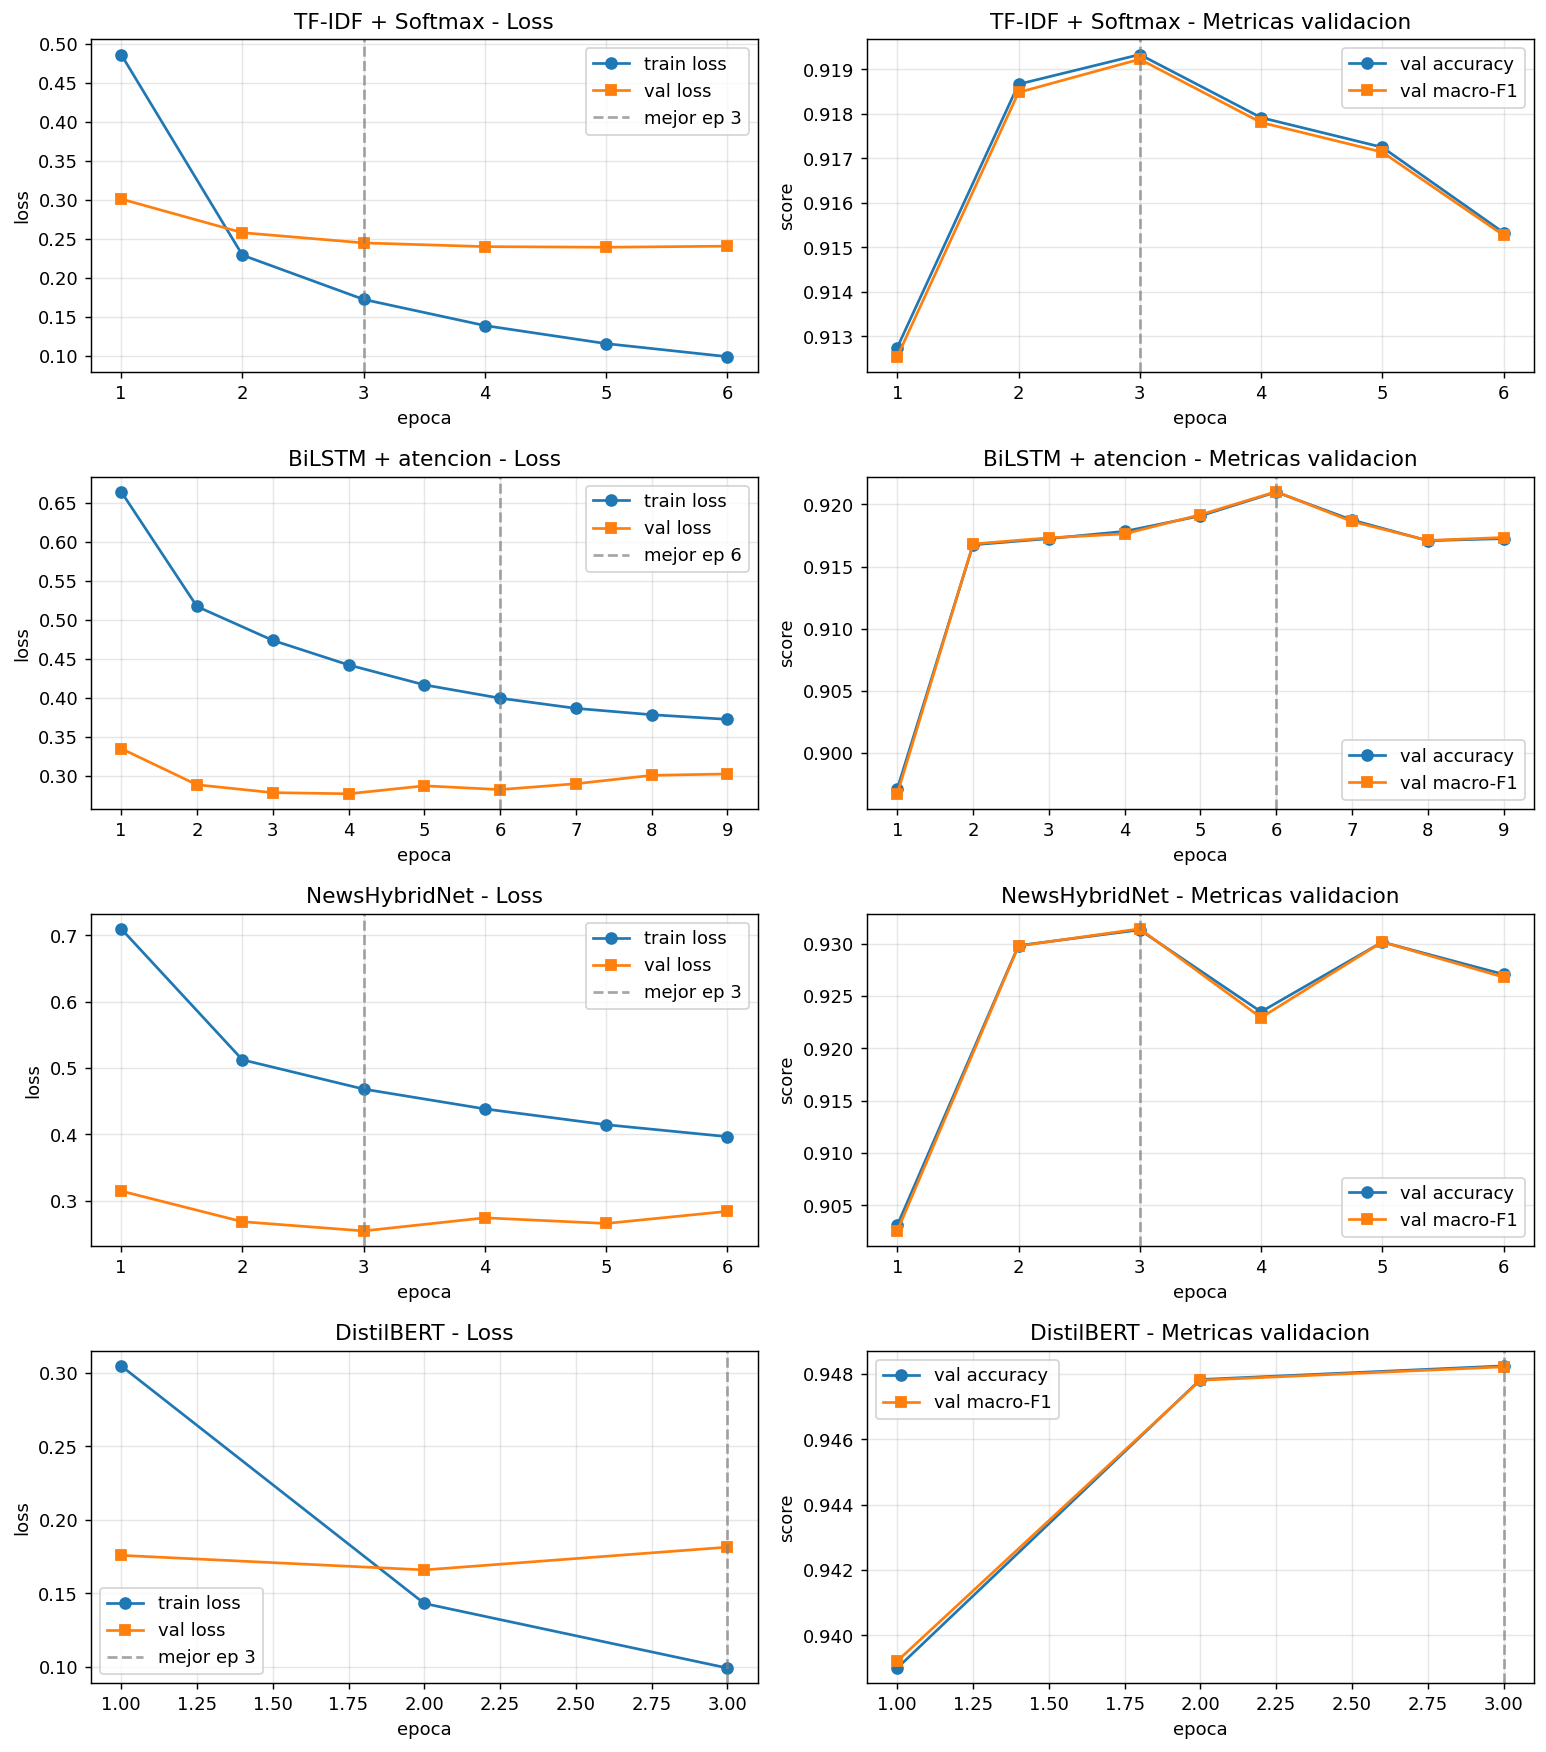 TF-IDF + Softmax - Loss
0.50
0.45
0.40
0.35
0.30
0.25
0.20
0.15
0.10
loss
train loss
val loss
mejor ep 3
1 2 3 4 5 6
epoca
TF-IDF + Softmax - Metricas validacion
0.919
0.918
0.917
0.916
0.915
0.914
0.913
score
val accuracy
val macro-F1
1 2 3 4 5 6
epoca
BiLSTM + atencion - Loss
0.65
0.60
0.55
0.50
0.45
0.40
0.35
0.30
loss
train loss
val loss
mejor ep 6
1 2 3 4 5 6 7 8 9
epoca
BiLSTM + atencion - Metricas validacion
0.920
0.915
0.910
0.905
0.900
score
val accuracy
val macro-F1
1 2 3 4 5 6 7 8 9
epoca
NewsHybridNet - Loss
0.7
0.6
0.5
0.4
0.3
loss
train loss
val loss
mejor ep 3
1 2 3 4 5 6
epoca
NewsHybridNet - Metricas validacion
0.930
0.925
0.920
0.915
0.910
0.905
score
val accuracy
val macro-F1
1 2 3 4 5 6
epoca
DistilBERT - Loss
0.30
0.25
0.20
0.15
0.10
loss
train loss
val loss
mejor ep 3
1.00 1.25 1.50 1.75 2.00 2.25 2.50 2.75 3.00
epoca
DistilBERT - Metricas validacion
0.948
0.946
0.944
0.942
0.940
score
val accuracy
val macro-F1
1.00 1.25 1.50 1.75 2.00 2.25 2.50 2.75 3.00
epoca